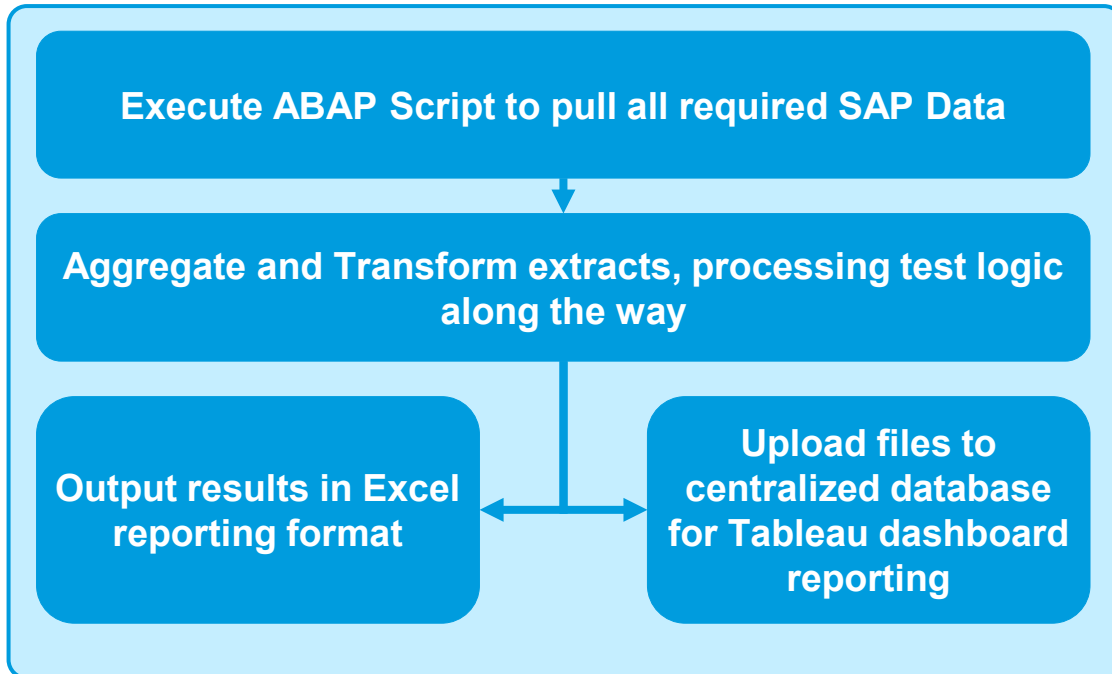 Execute ABAP Script to pull all required SAP Data
Aggregate and Transform extracts, processing test logic
along the way
Output results in Excel
reporting format
Upload files to
centralized database
for Tableau dashboard
reporting